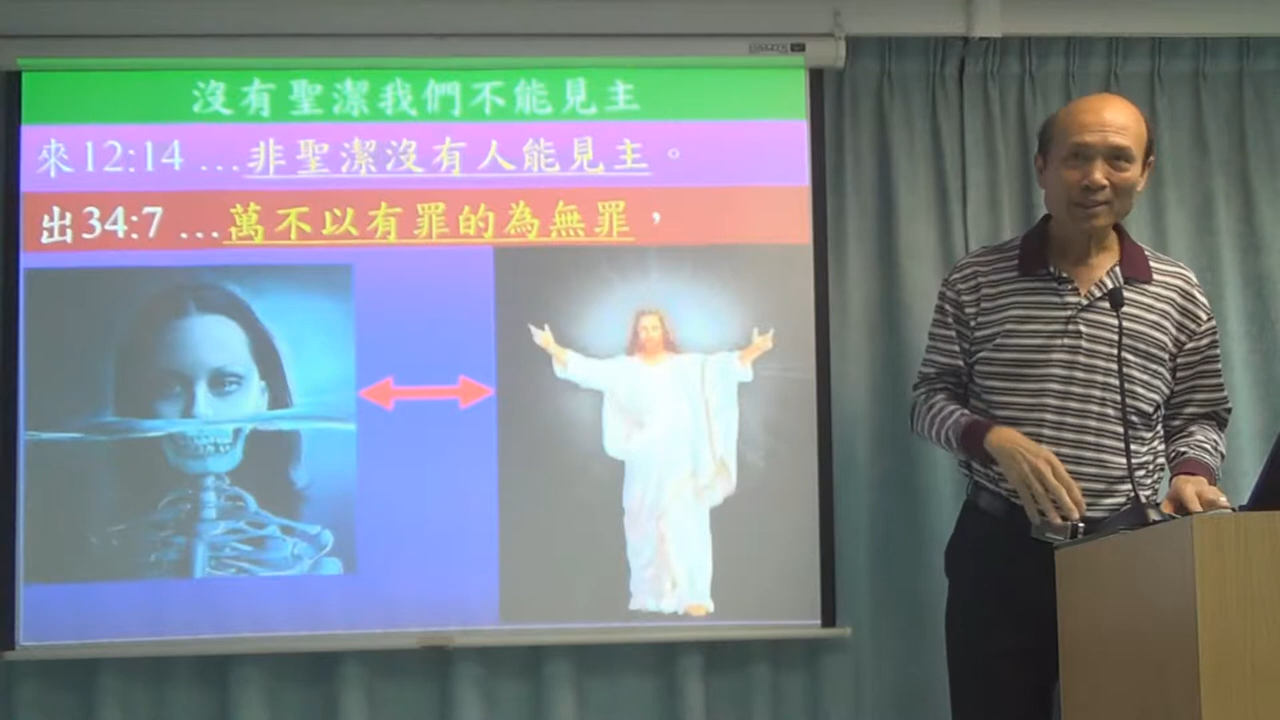 沒有聖潔我們不能見主
來12:14 …非聖潔沒有人能見主。
出34:7 …萬不以有罪的為無罪，